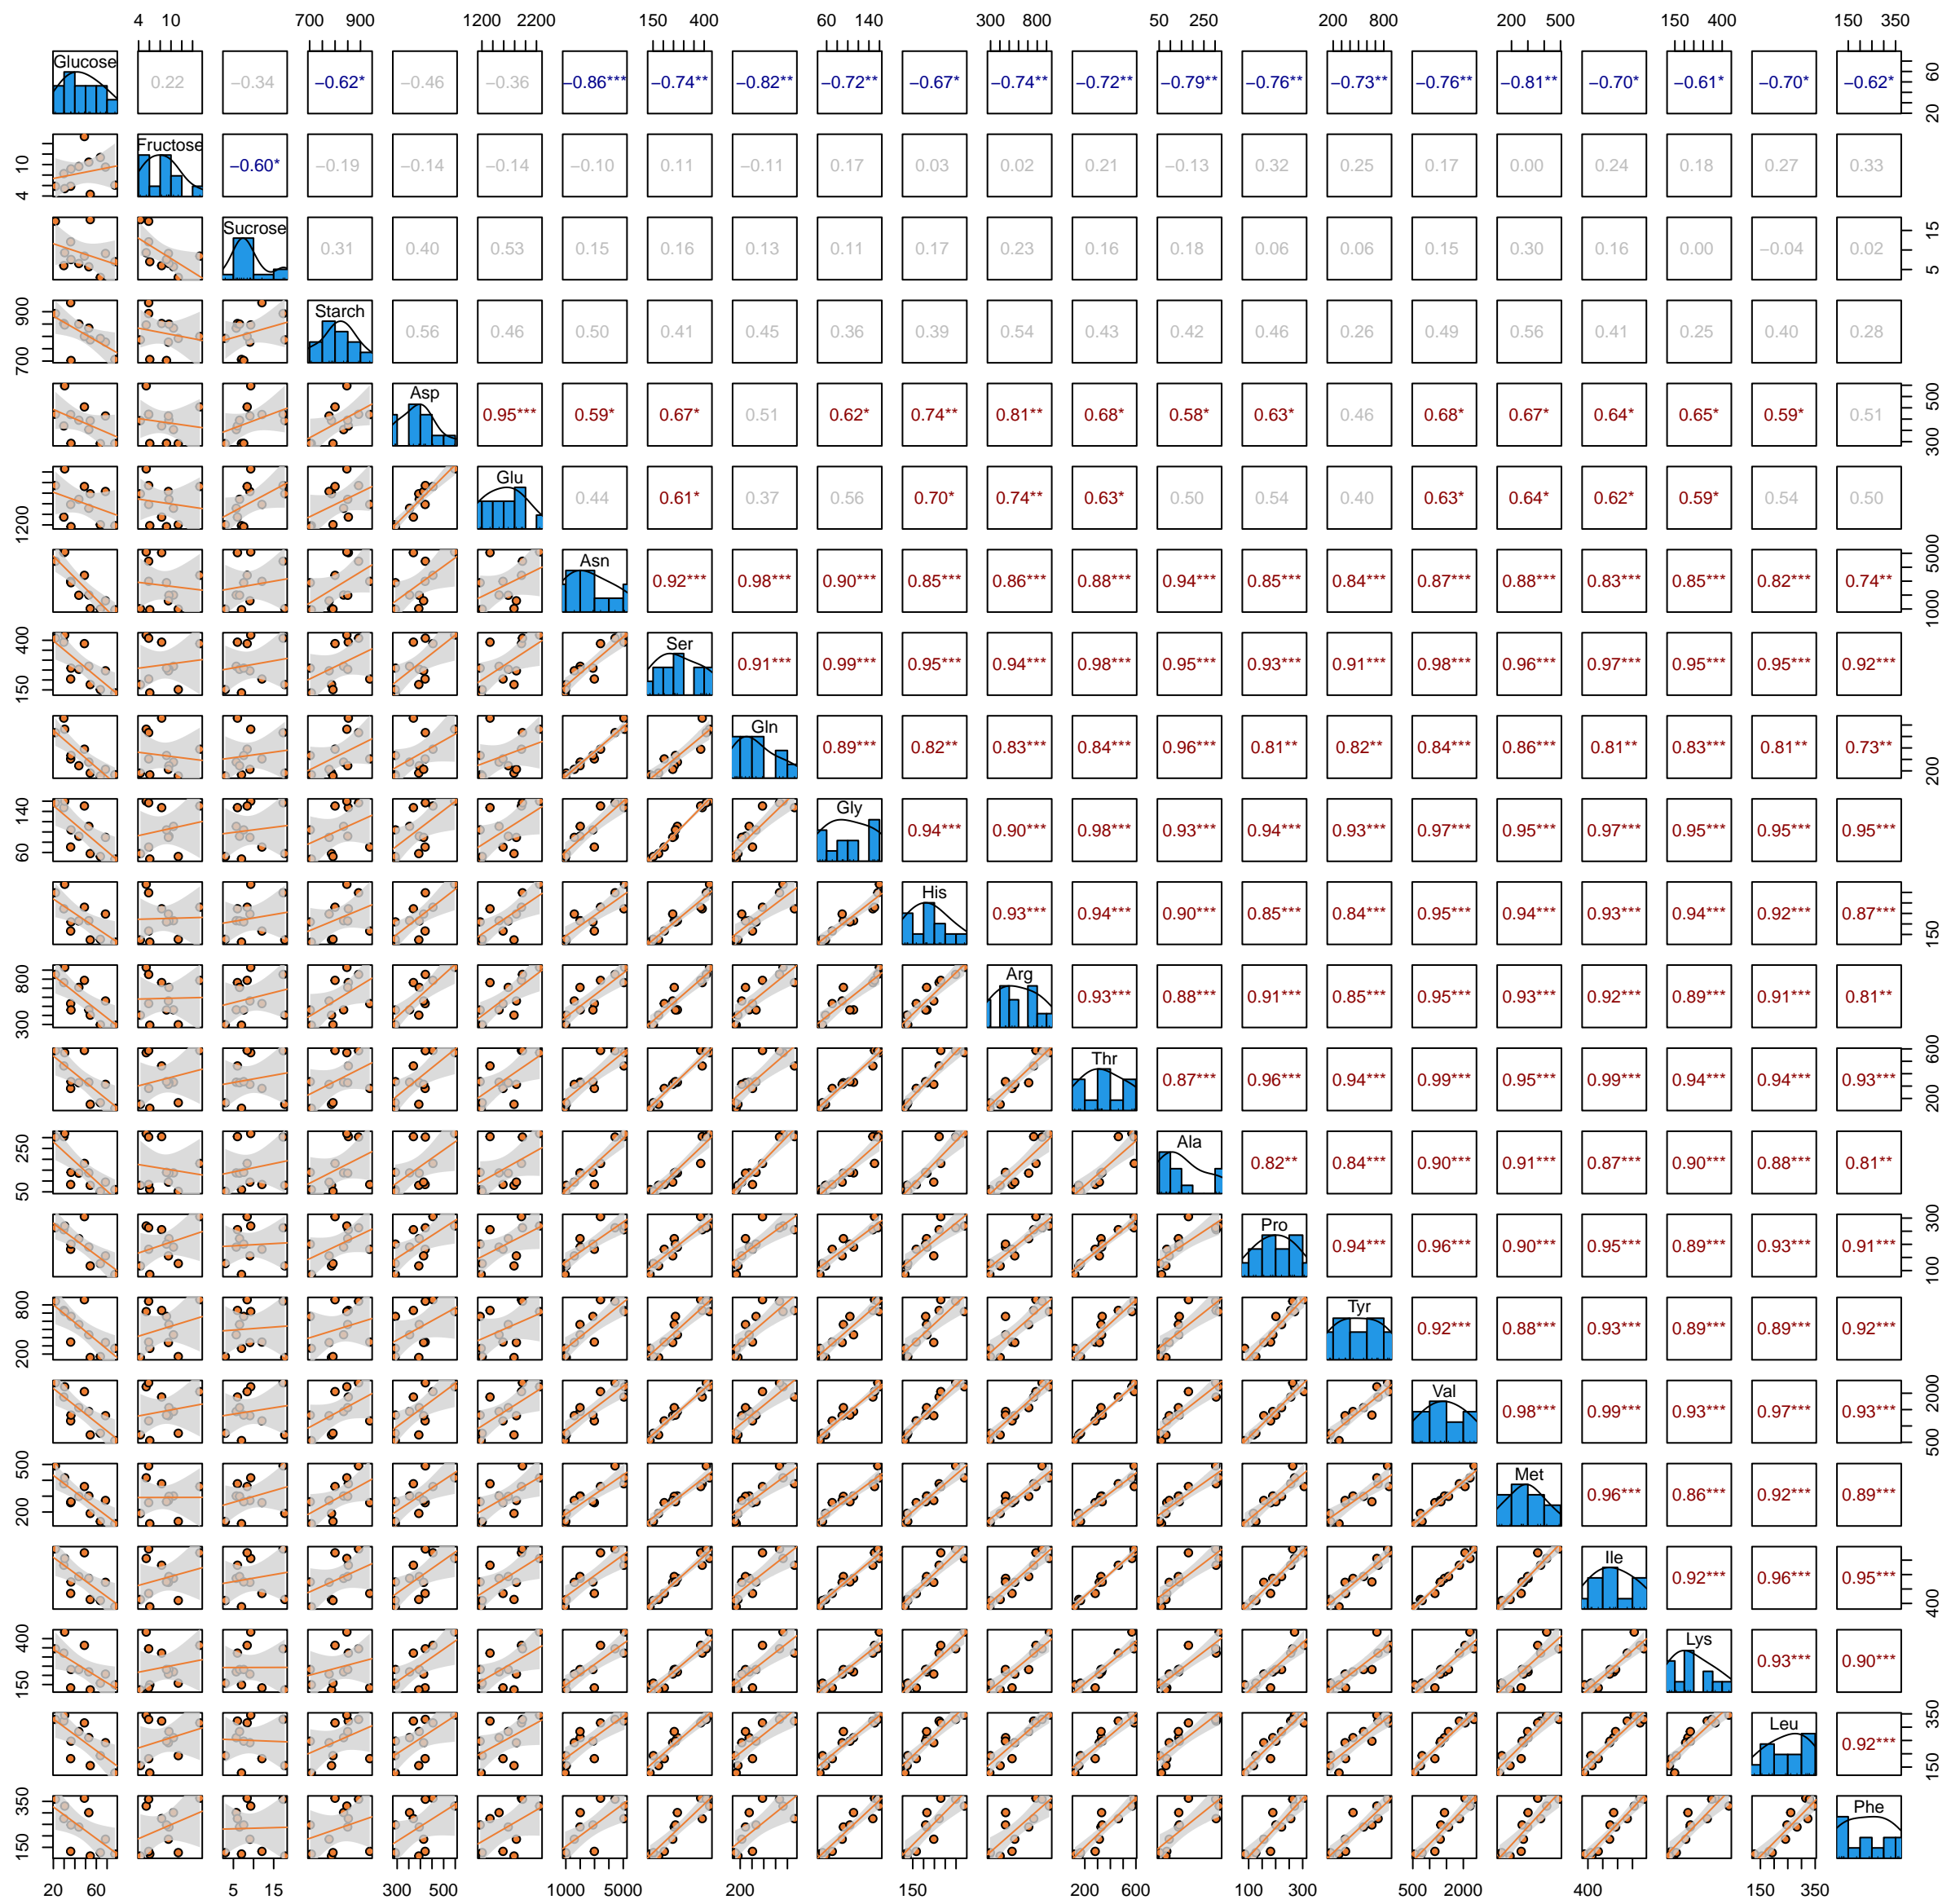 4 10 700 900 1200 2200 150 400 60 140 300 800 50 250 200 800 200 500 150 400 150 350
Glucose 0.22 −0.34 −0.62* −0.46 −0.36 −0.86*** −0.74** −0.82** −0.72** −0.67* −0.74** −0.72** −0.79** −0.76** −0.73** −0.76** −0.81** −0.70* −0.61* −0.70* −0.62* 20 60
4 10 Fructose −0.60* −0.19 −0.14 −0.14 −0.10 0.11 −0.11 0.17 0.03 0.02 0.21 −0.13 0.32 0.25 0.17 0.00 0.24 0.18 0.27 0.33
Sucrose 0.31 0.40 0.53 0.15 0.16 0.13 0.11 0.17 0.23 0.16 0.18 0.06 0.06 0.15 0.30 0.16 0.00 −0.04 0.02 5 15
700 900 Starch 0.56 0.46 0.50 0.41 0.45 0.36 0.39 0.54 0.43 0.42 0.46 0.26 0.49 0.56 0.41 0.25 0.40 0.28
Asp 0.95*** 0.59* 0.67* 0.51 0.62* 0.74** 0.81** 0.68* 0.58* 0.63* 0.46 0.68* 0.67* 0.64* 0.65* 0.59* 0.51 300 500
1200 Glu 0.44 0.61* 0.37 0.56 0.70* 0.74** 0.63* 0.50 0.54 0.40 0.63* 0.64* 0.62* 0.59* 0.54 0.50
Asn 0.92*** 0.98*** 0.90*** 0.85*** 0.86*** 0.88*** 0.94*** 0.85*** 0.84*** 0.87*** 0.88*** 0.83*** 0.85*** 0.82*** 0.74** 1000 5000
150 400 Ser 0.91*** 0.99*** 0.95*** 0.94*** 0.98*** 0.95*** 0.93*** 0.91*** 0.98*** 0.96*** 0.97*** 0.95*** 0.95*** 0.92***
Gln 0.89*** 0.82** 0.83*** 0.84*** 0.96*** 0.81** 0.82** 0.84*** 0.86*** 0.81** 0.83*** 0.81** 0.73** 200
60 140 Gly 0.94*** 0.90*** 0.98*** 0.93*** 0.94*** 0.93*** 0.97*** 0.95*** 0.97*** 0.95*** 0.95*** 0.95***
His 0.93*** 0.94*** 0.90*** 0.85*** 0.84*** 0.95*** 0.94*** 0.93*** 0.94*** 0.92*** 0.87*** 150
300 800 Arg 0.93*** 0.88*** 0.91*** 0.85*** 0.95*** 0.93*** 0.92*** 0.89*** 0.91*** 0.81**
Thr 0.87*** 0.96*** 0.94*** 0.99*** 0.95*** 0.99*** 0.94*** 0.94*** 0.93*** 200 600
50 250 Ala 0.82** 0.84*** 0.90*** 0.91*** 0.87*** 0.90*** 0.88*** 0.81**
Pro 0.94*** 0.96*** 0.90*** 0.95*** 0.89*** 0.93*** 0.91*** 100 300
200 800 Tyr 0.92*** 0.88*** 0.93*** 0.89*** 0.89*** 0.92***
Val 0.98*** 0.99*** 0.93*** 0.97*** 0.93*** 500 2000
200 500 Met 0.96*** 0.86*** 0.92*** 0.89***
Ile 0.92*** 0.96*** 0.95*** 400
150 400 Lys 0.93*** 0.90***
Leu 0.92*** 150 350
150 350 Phe
20 60 5 15 300 500 1000 5000 200 150 200 600 100 300 500 2000 400 150 350